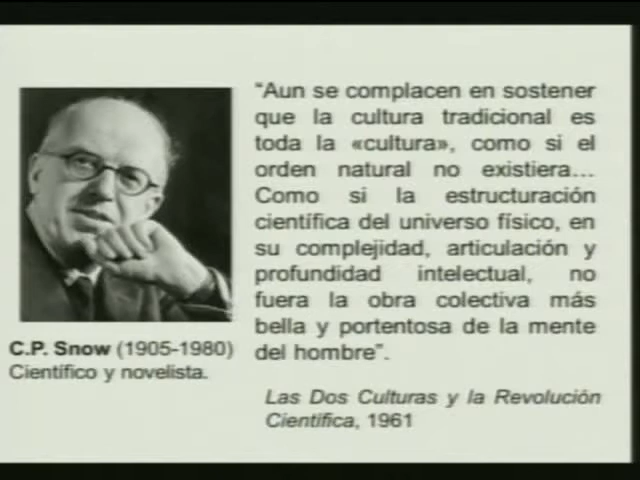 “Aun se complacen en sostener
que la cultura tradicional es
toda la «cultura», como si el
orden natural no existiera...
Como si la estructuración
científica del universo físico, en
su complejidad, articulación y
profundidad intelectual, no
fuera la obra colectiva más
bella y portentosa de la mente
del hombre”.
C.P. Snow (1905-1980)
Científico y novelista.
Las Dos Culturas y la Revolución
Científica, 1961